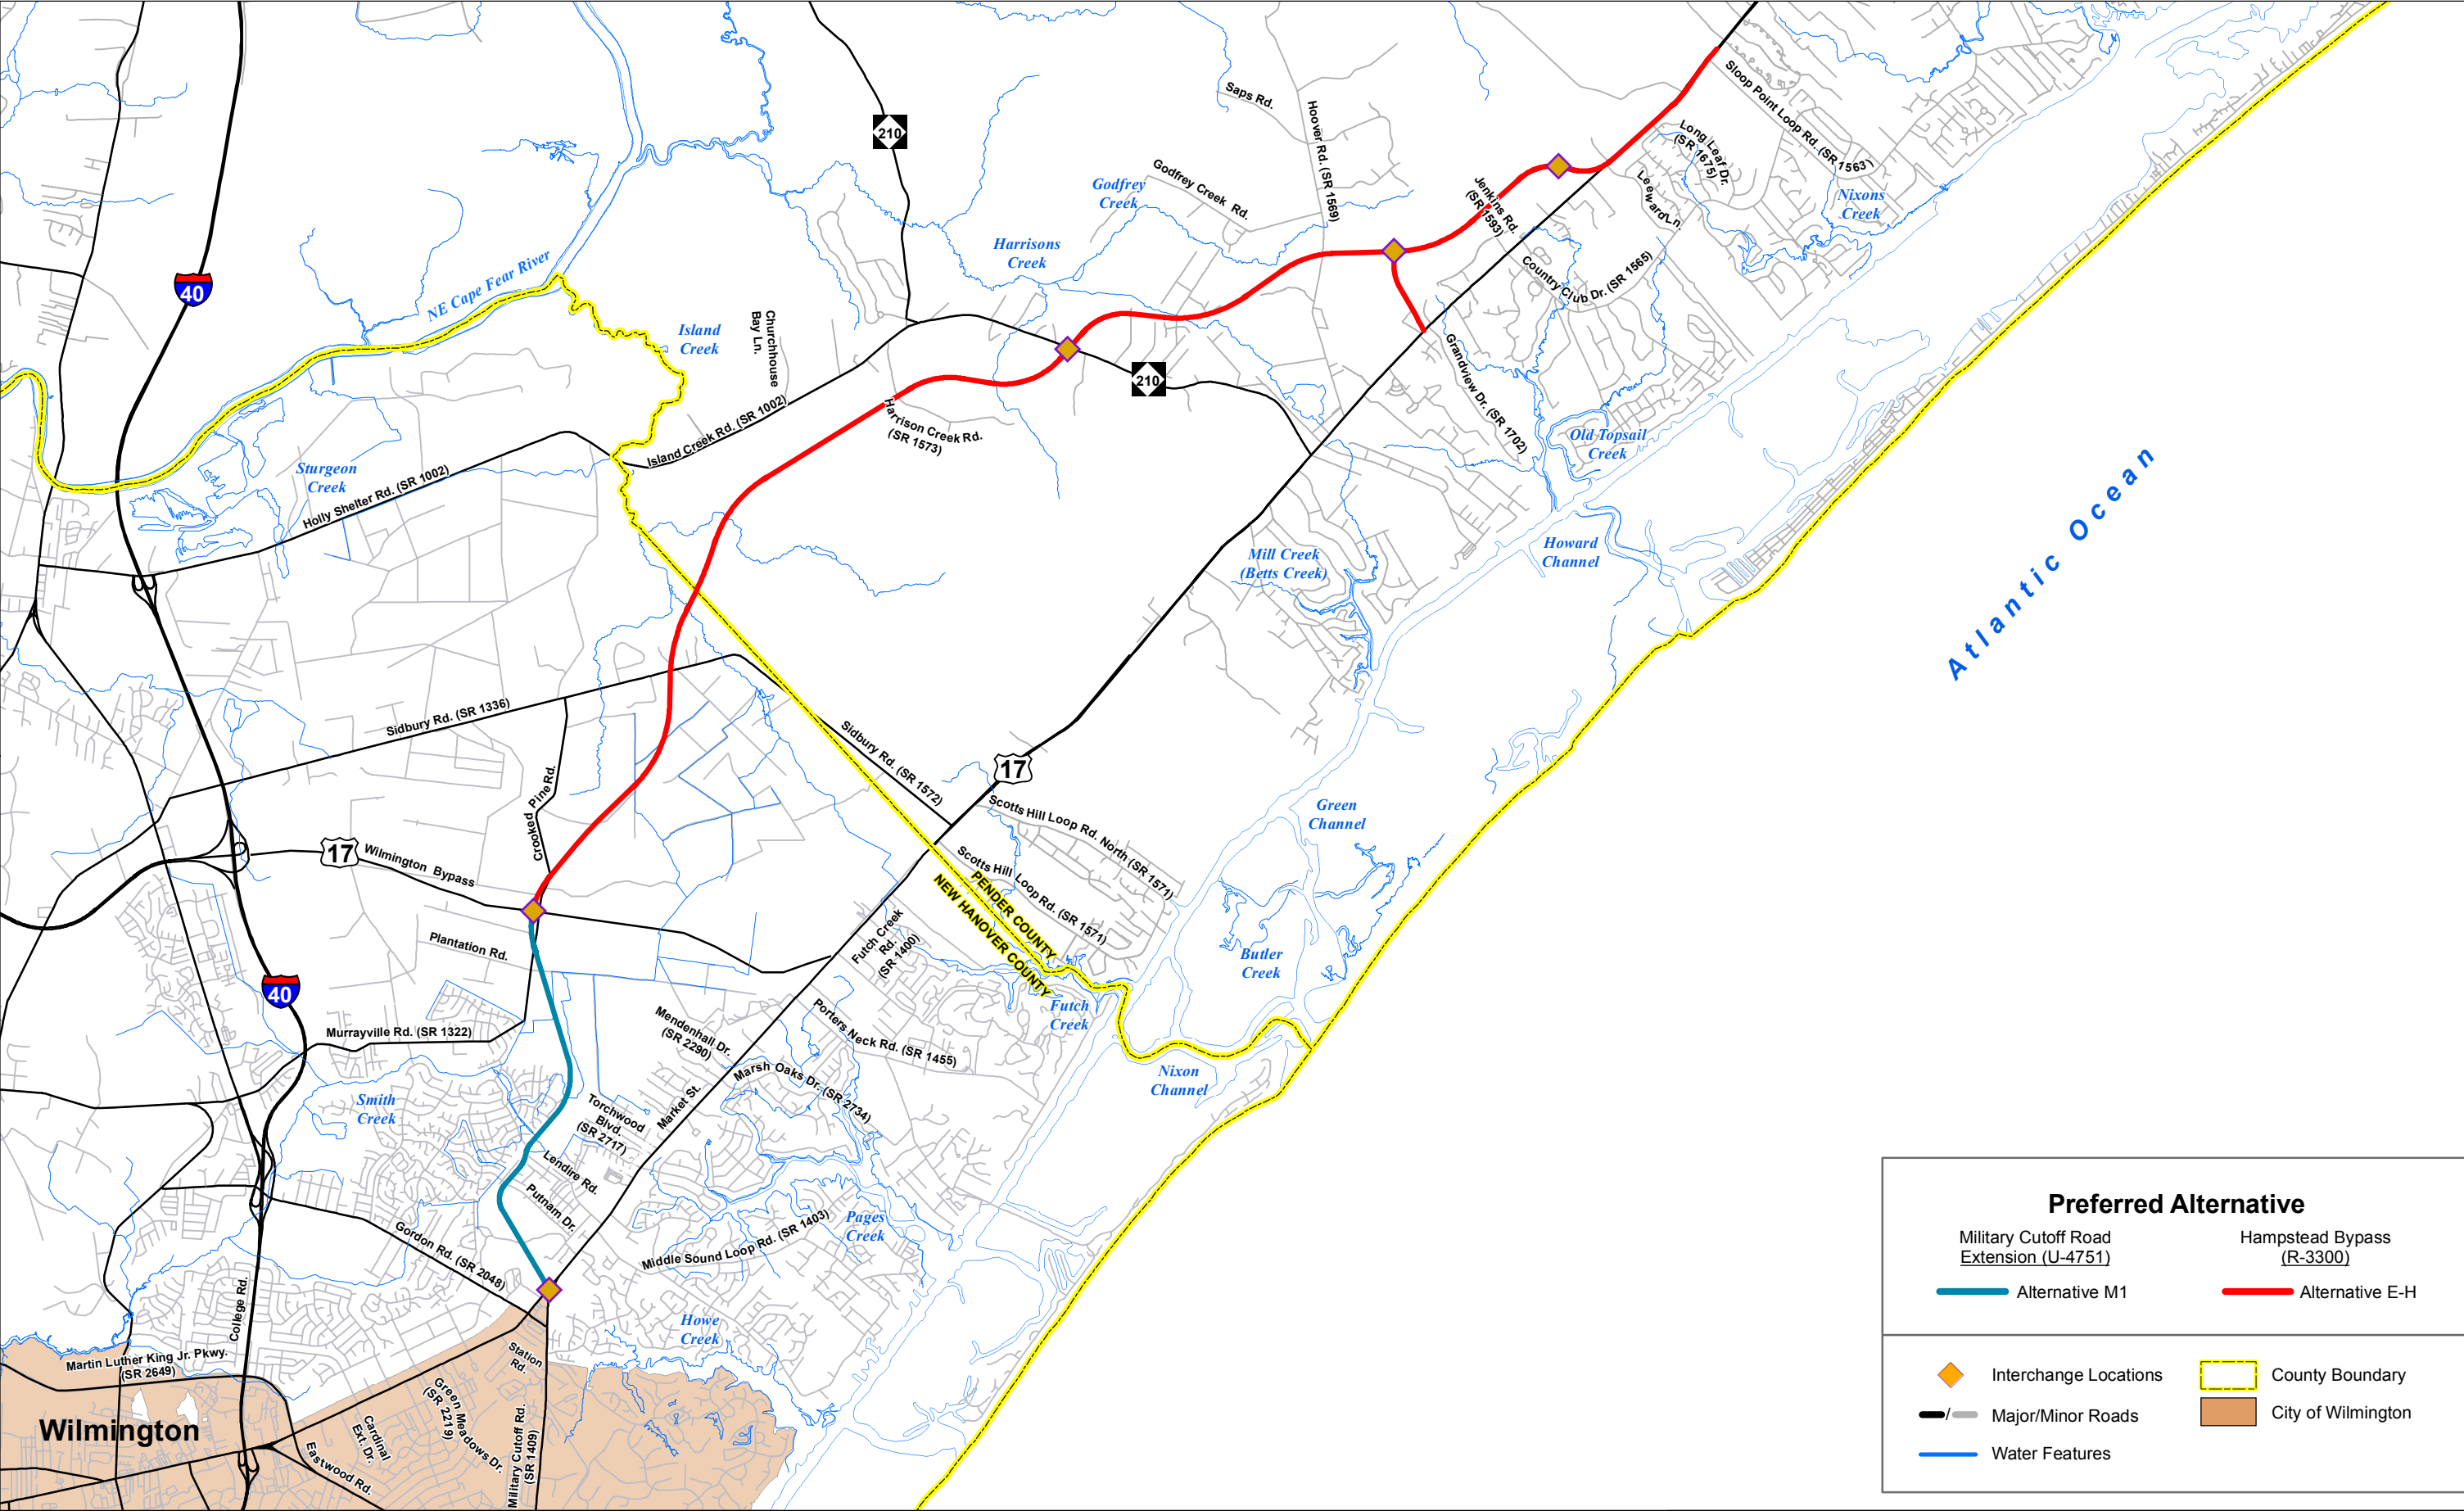 210
Saps Rd.
Hoover Rd. (SR 1569)
Sloop Point Loop Rd. (SR 1563)
Long Leaf Dr.
(SR 1675)
Leeward Ln.
Nixons
Creek
Godfrey
Creek
Godfrey Creek Rd.
Jenkins Rd.
(SR 1593)
Harrisons
Creek
Country Club Dr. (SR 1565)
40
NE Cape Fear River
Island
Creek
Churchhouse
Bay Ln.
210
Grandview Dr. (SR 1702)
Island Creek Rd. (SR 1002)
Harrison Creek Rd.
(SR 1573)
Old Topsail
Creek
Sturgeon
Creek
Holly Shelter Rd. (SR 1002)
Atlantic Ocean
Howard
Channel
Mill Creek
(Betts Creek)
Sidbury Rd. (SR 1336)
Sidbury Rd. (SR 1572)
17
Crooked Pine Rd.
Scotts Hill Loop Rd. North (SR 1571)
Green
Channel
17
Wilmington Bypass
Scotts Hill Loop Rd. (SR 1571)
PENDER COUNTY
NEW HANOVER COUNTY
Plantation Rd.
Futch Creek
Rd.
(SR 1400)
Butler
Creek
40
Futch
Creek
Murrayville Rd. (SR 1322)
Mendenhall Dr.
(SR 2290)
Porters Neck Rd. (SR 1455)
Marsh Oaks Dr. (SR 2734)
Nixon
Channel
Smith
Creek
Torchwood
Blvd.
(SR 2717)
Market St.
Lendire Rd.
Putnam Dr.
Pages
Creek
Middle Sound Loop Rd. (SR 1403)
Gordon Rd. (SR 2048)
College Rd.
Howe
Creek
Martin Luther King Jr. Pkwy.
(SR 2649)
Station
Rd.
Green Meadows Dr.
(SR 2219)
Cardinal
Ext. Dr.
Wilmington
Eastwood Rd.
Military Cutoff Rd.
(SR 1409)
Preferred Alternative
Military Cutoff Road
Extension (U-4751)
Hampstead Bypass
(R-3300)
Alternative M1
Alternative E-H
Interchange Locations
County Boundary
/
Major/Minor Roads
City of Wilmington
Water Features